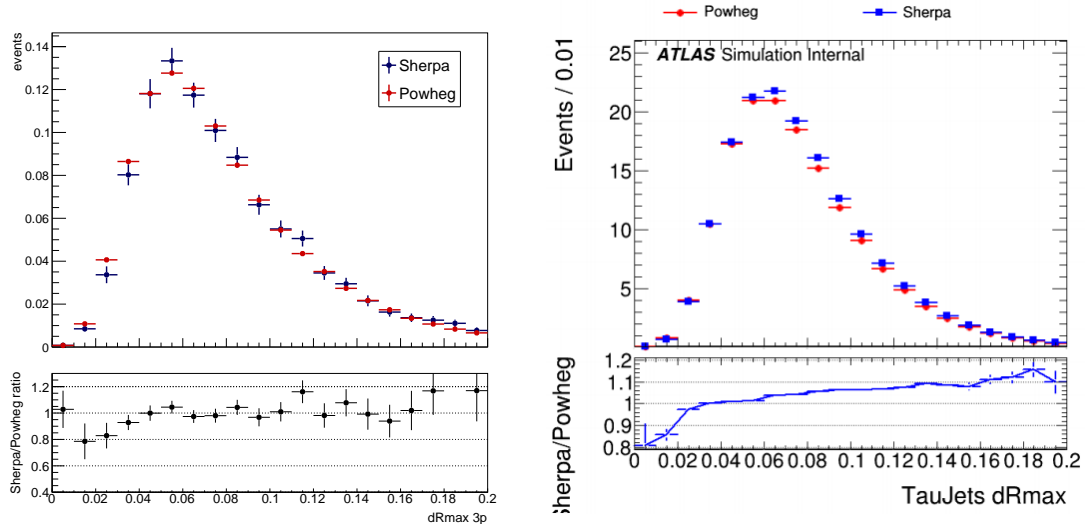 events
0.14
0.12
0.1
0.08
0.06
0.04
0.02
0
Sherpa
Powheg
Sherpa/Powheg ratio
1.2
1
0.8
0.6
0.4
0 0.02 0.04 0.06 0.08 0.1 0.12 0.14 0.16 0.18 0.2
dRmax 3p
Powheg Sherpa
Events / 0.01
ATLAS Simulation Internal
25
20
15
10
5
Sherpa/Powheg
1.2
1.1
1
0.9
0.8
0 0.02 0.04 0.06 0.08 0.1 0.12 0.14 0.16 0.18 0.2
TauJets dRmax